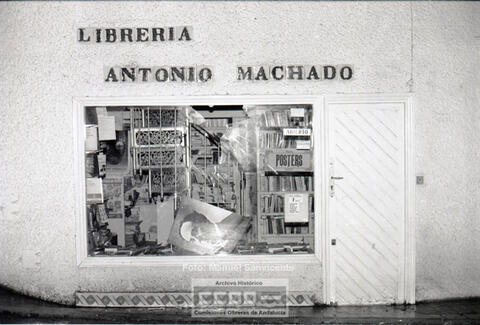 LIBRERIA
ANTONIO MACHADO
POSTERS
Foto: Manuel Sanvicente
Archivo Histórico
Comisiones Obreras de Andalucía